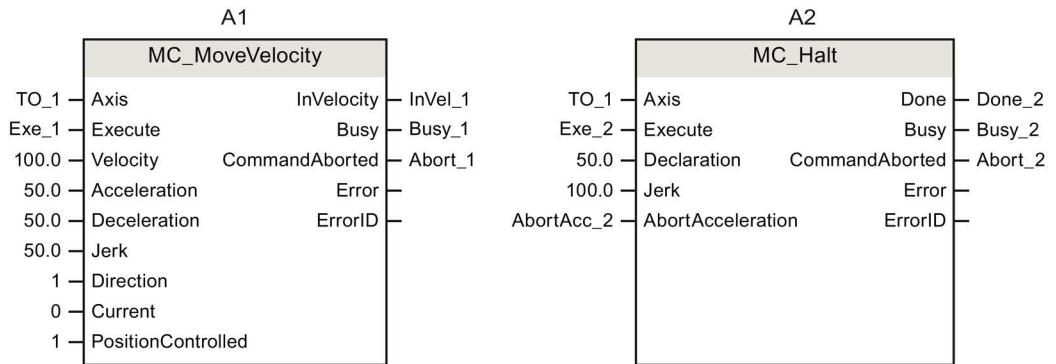 A1 A2
MC_MoveVelocity MC_Halt
TO_1 Axis InVelocity InVel_1 TO_1 Axis Done Done_2
Exe_1 Execute Busy Busy_1 Exe_2 Execute Busy Busy_2
100.0 Velocity CommandAborted Abort_1 50.0 Declaration CommandAborted Abort_2
50.0 Acceleration Error 100.0 Jerk Error
50.0 Deceleration ErrorID AbortAcc_2 AbortAcceleration ErrorID
50.0 Jerk
1 Direction
0 Current
1 PositionControlled